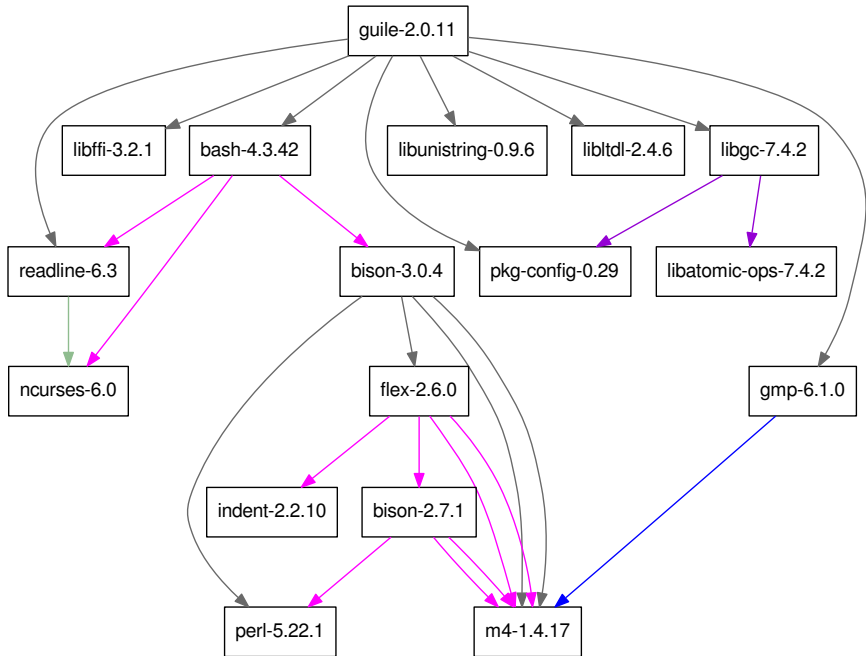 guile-2.0.11
libffi-3.2.1
bash-4.3.42
libunistring-0.9.6
libltdl-2.4.6
libgc-7.4.2
readline-6.3
bison-3.0.4
pkg-config-0.29
libatomic-ops-7.4.2
ncurses-6.0
flex-2.6.0
gmp-6.1.0
indent-2.2.10
bison-2.7.1
perl-5.22.1
m4-1.4.17